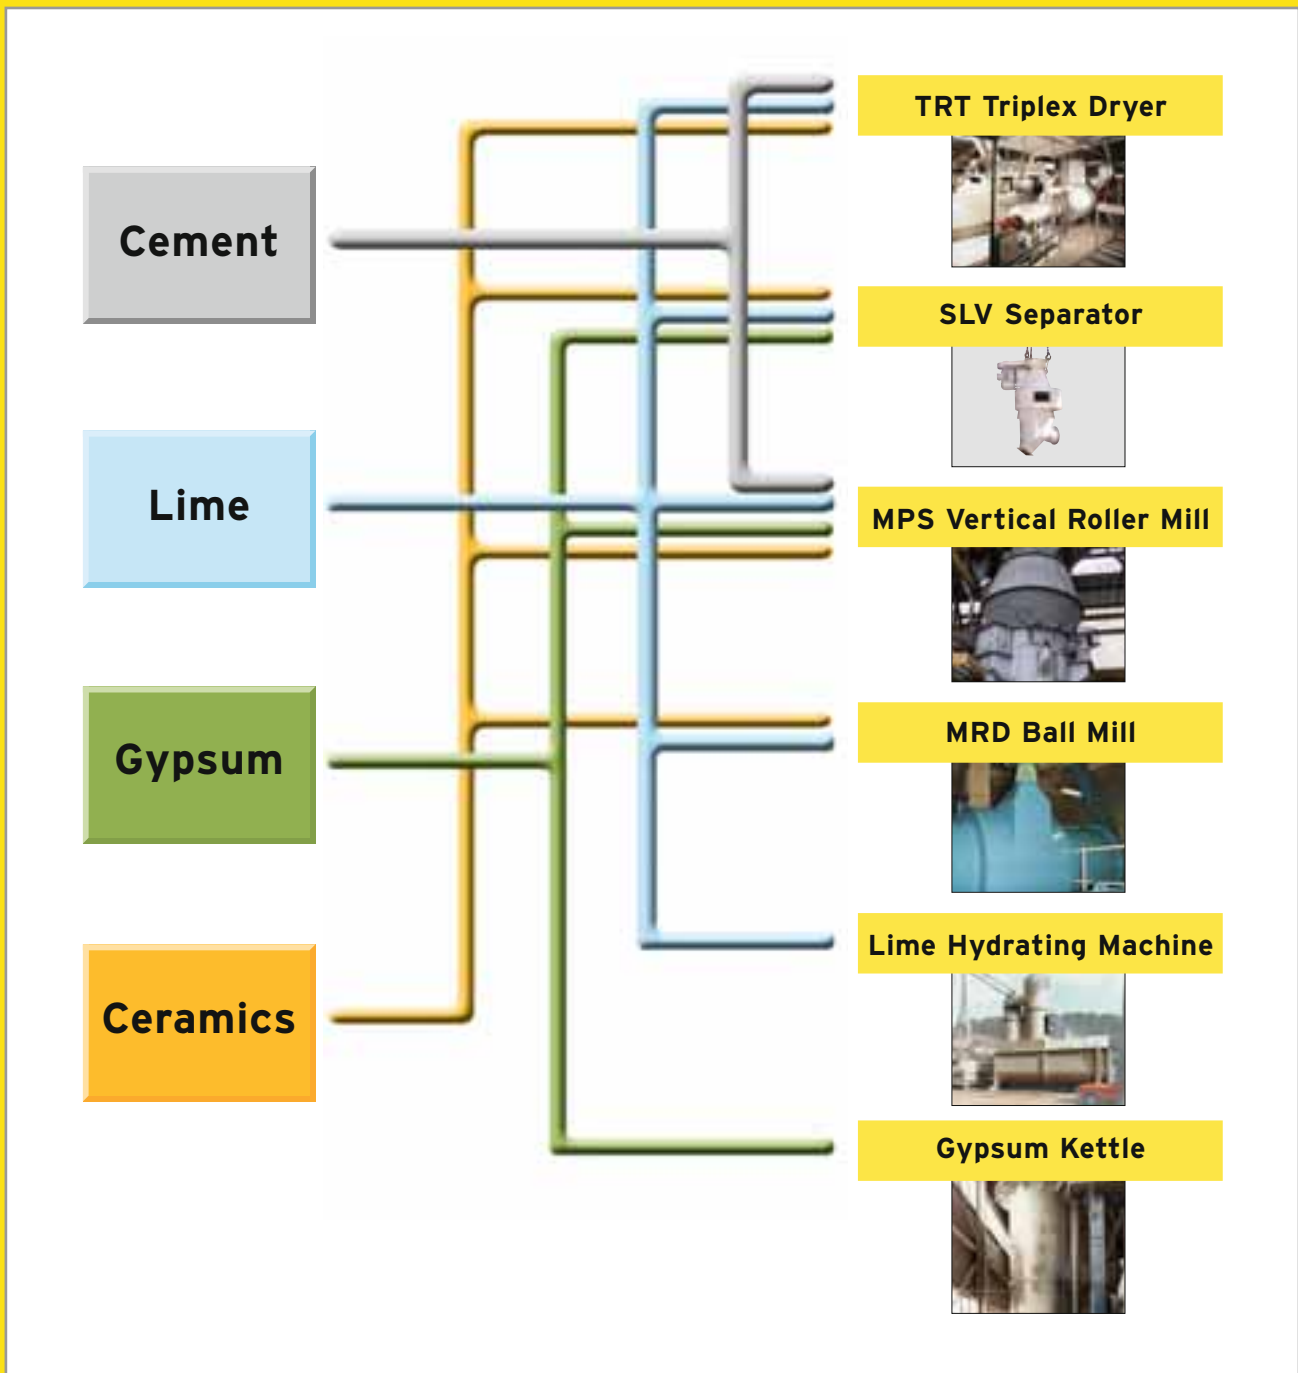 Cement
Lime
Gypsum
Ceramics
TRT Triplex Dryer
SLV Separator
MPS Vertical Roller Mill
MRD Ball Mill
Lime Hydrating Machine
Gypsum Kettle